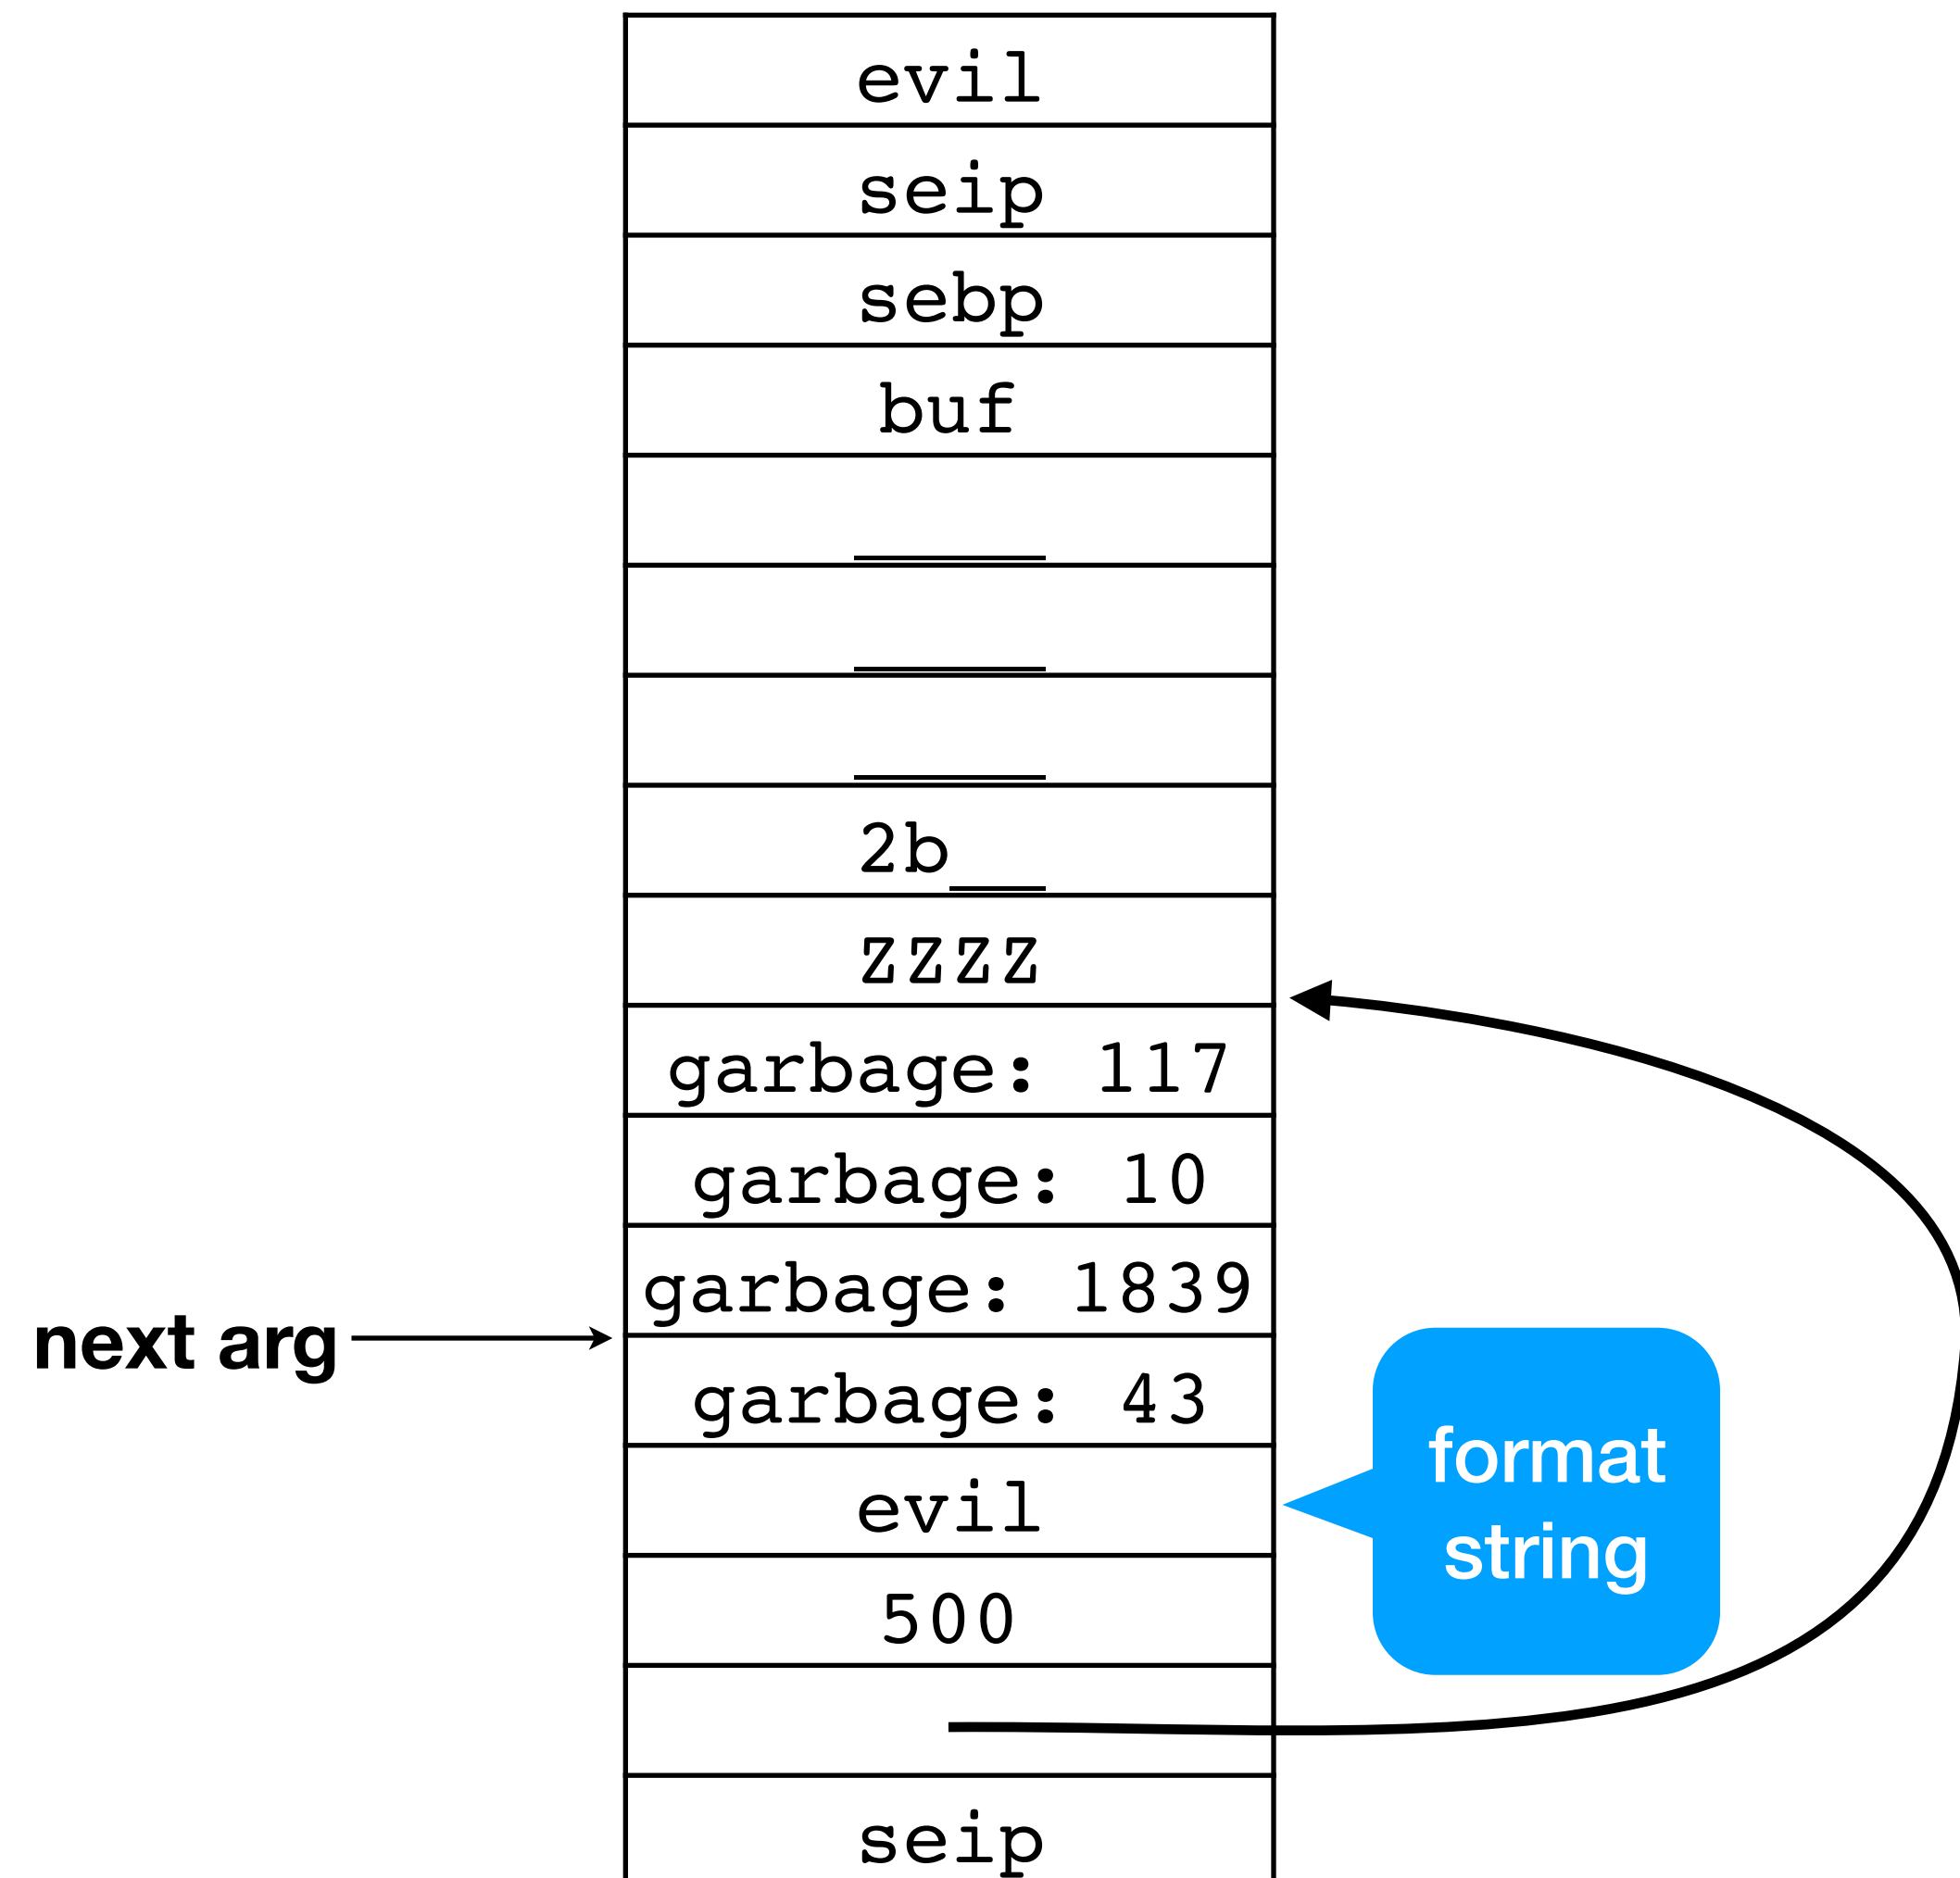 evil
seip
sebp
buf
____
____
____
2b__
zzzz
garbage: 117
garbage: 10
garbage: 1839
next arg
garbage: 43
evil
format
string
500
seip